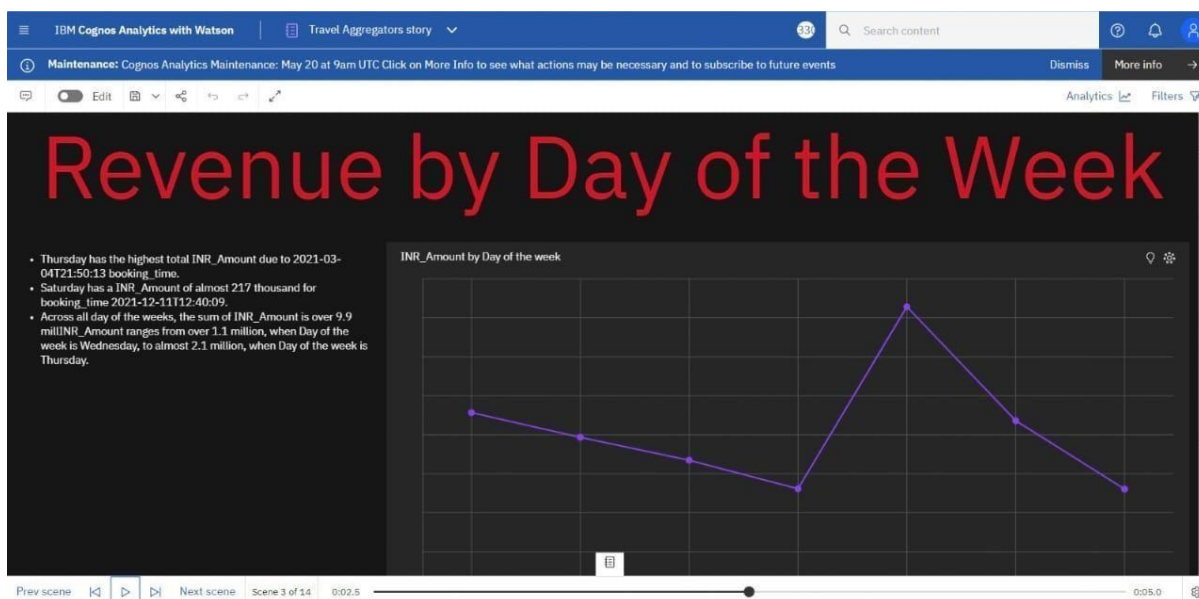 IBM Cognos Analytics with Watson
Travel Aggregators story
Search content
Maintenance: Cognos Analytics Maintenance: May 20 at 9am UTC Click on More Info to see what actions may be necessary and to subscribe to future events
Dismiss
More info
Edit
Analytics
Filters
Revenue by Day of the Week
• Thursday has the highest total INR_Amount due to 2021-03-
04T21:50:13 booking_time.
• Saturday has a INR_Amount of almost 217 thousand for
booking_time 2021-12-11T12:40:09.
• Across all day of the weeks, the sum of INR_Amount is over 9.9
millINR_Amount ranges from over 1.1 million, when Day of the
week is Wednesday, to almost 2.1 million, when Day of the week is
Thursday.
INR_Amount by Day of the week
Prev scene
Next scene
Scene 3 of 14
0:02.5
0:05.0